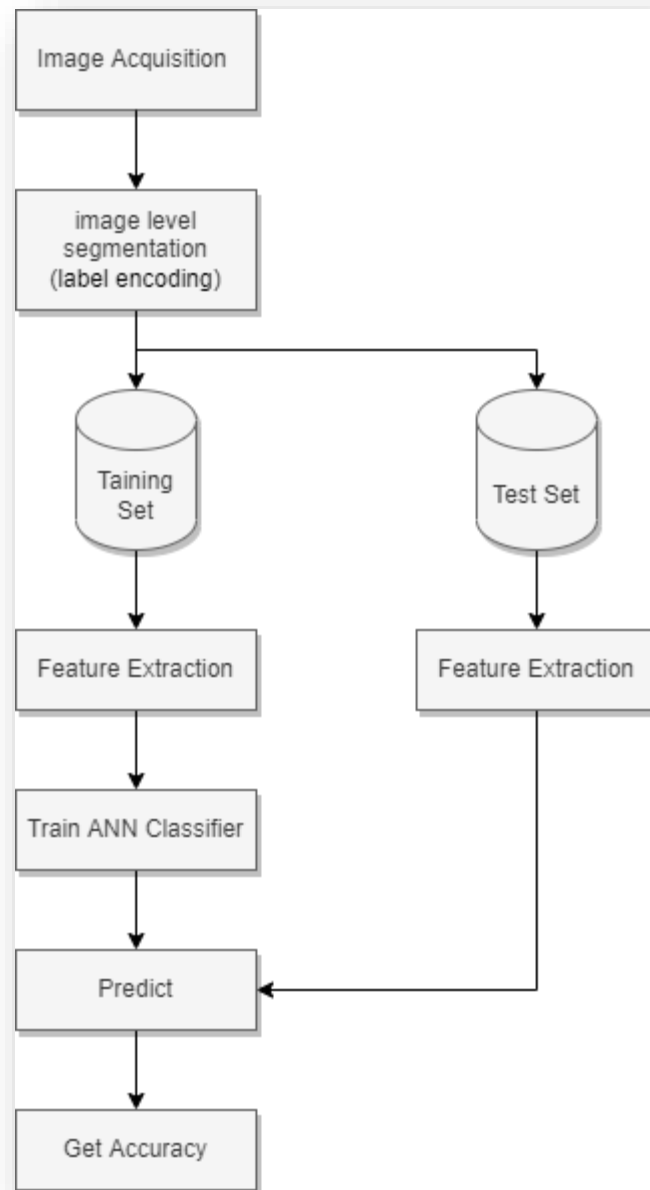 Image Acquisition
image level
segmentation
(label encoding)
Taining
Set
Test Set
Feature Extraction
Feature Extraction
Train ANN Classifier
Predict
Get Accuracy